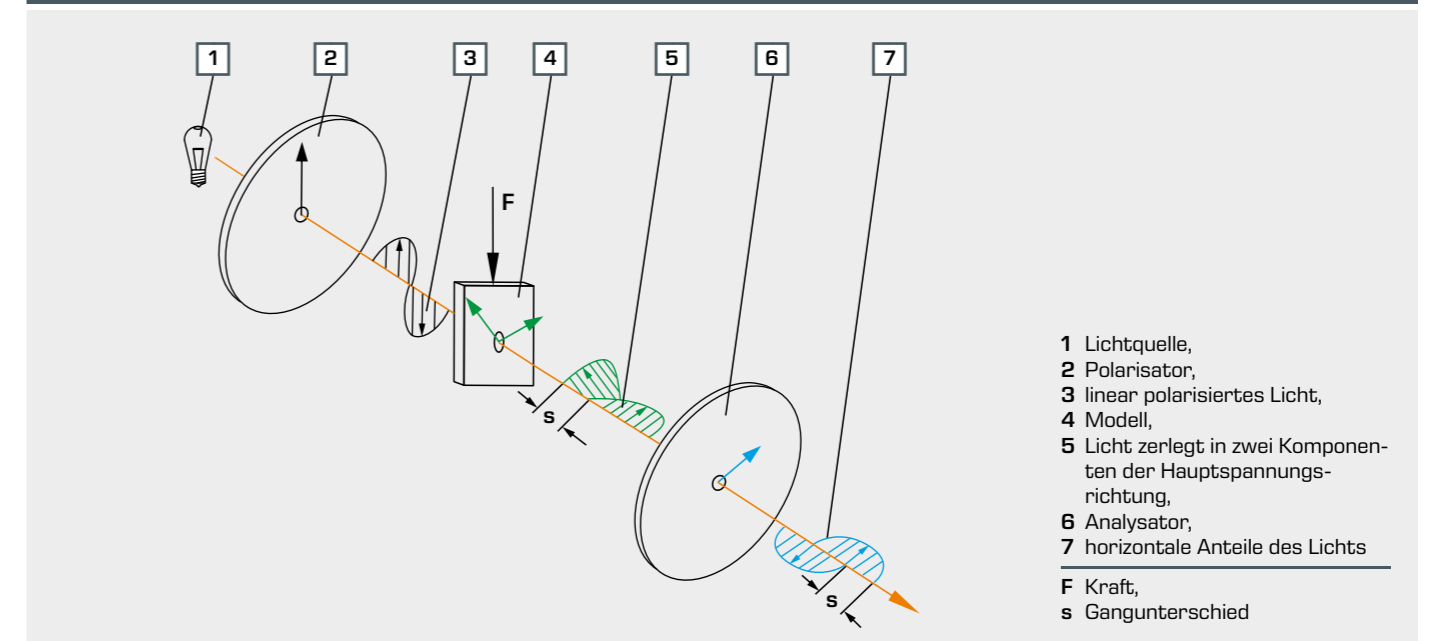 1 2 3 4 5 6 7
F
s
s
1 Lichtquelle,
2 Polarisator,
3 linear polarisiertes Licht,
4 Modell,
5 Licht zerlegt in zwei Komponen-
ten der Hauptspannungs-
richtung,
6 Analysator,
7 horizontale Anteile des Lichts
F Kraft,
s Gangunterschied